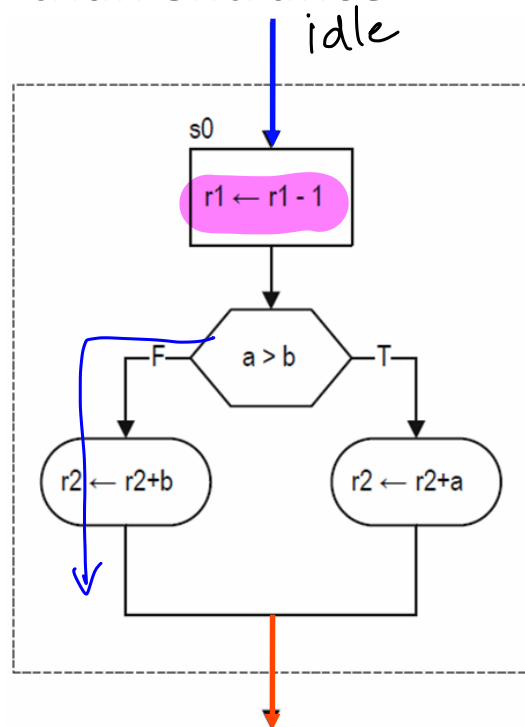 idle
s0
r1 ← r1 - 1
a > b
F
T
r2 ← r2+b
r2 ← r2+a